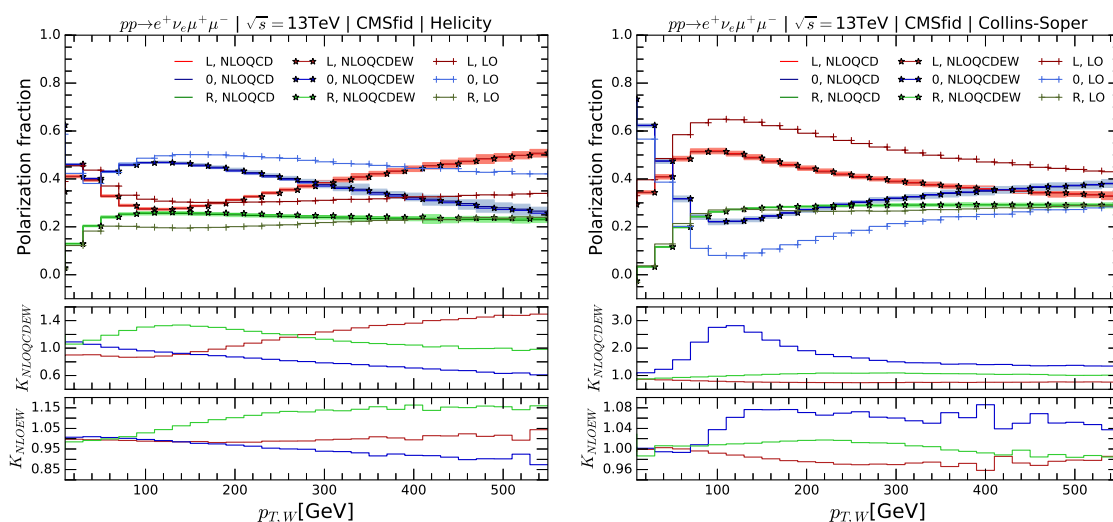 pp→e⁺ν_eμ⁺μ⁻ | √s = 13TeV | CMSfid | Helicity
L, NLOQCD L, NLOQCDEW L, LO
0, NLOQCD 0, NLOQCDEW 0, LO
R, NLOQCD R, NLOQCDEW R, LO
Polarization fraction
1.0
0.8
0.6
0.4
0.2
0.0
K_NLOQCDEW
1.4
1.0
0.6
K_NLOEW
1.15
1.05
0.95
0.85
100 200 300 400 500
p_{T,W}[GeV]
pp→e⁺ν_eμ⁺μ⁻ | √s = 13TeV | CMSfid | Collins-Soper
L, NLOQCD L, NLOQCDEW L, LO
0, NLOQCD 0, NLOQCDEW 0, LO
R, NLOQCD R, NLOQCDEW R, LO
Polarization fraction
1.0
0.8
0.6
0.4
0.2
0.0
K_NLOQCDEW
3.0
2.0
1.0
K_NLOEW
1.08
1.04
1.00
0.96
100 200 300 400 500
p_{T,W}[GeV]